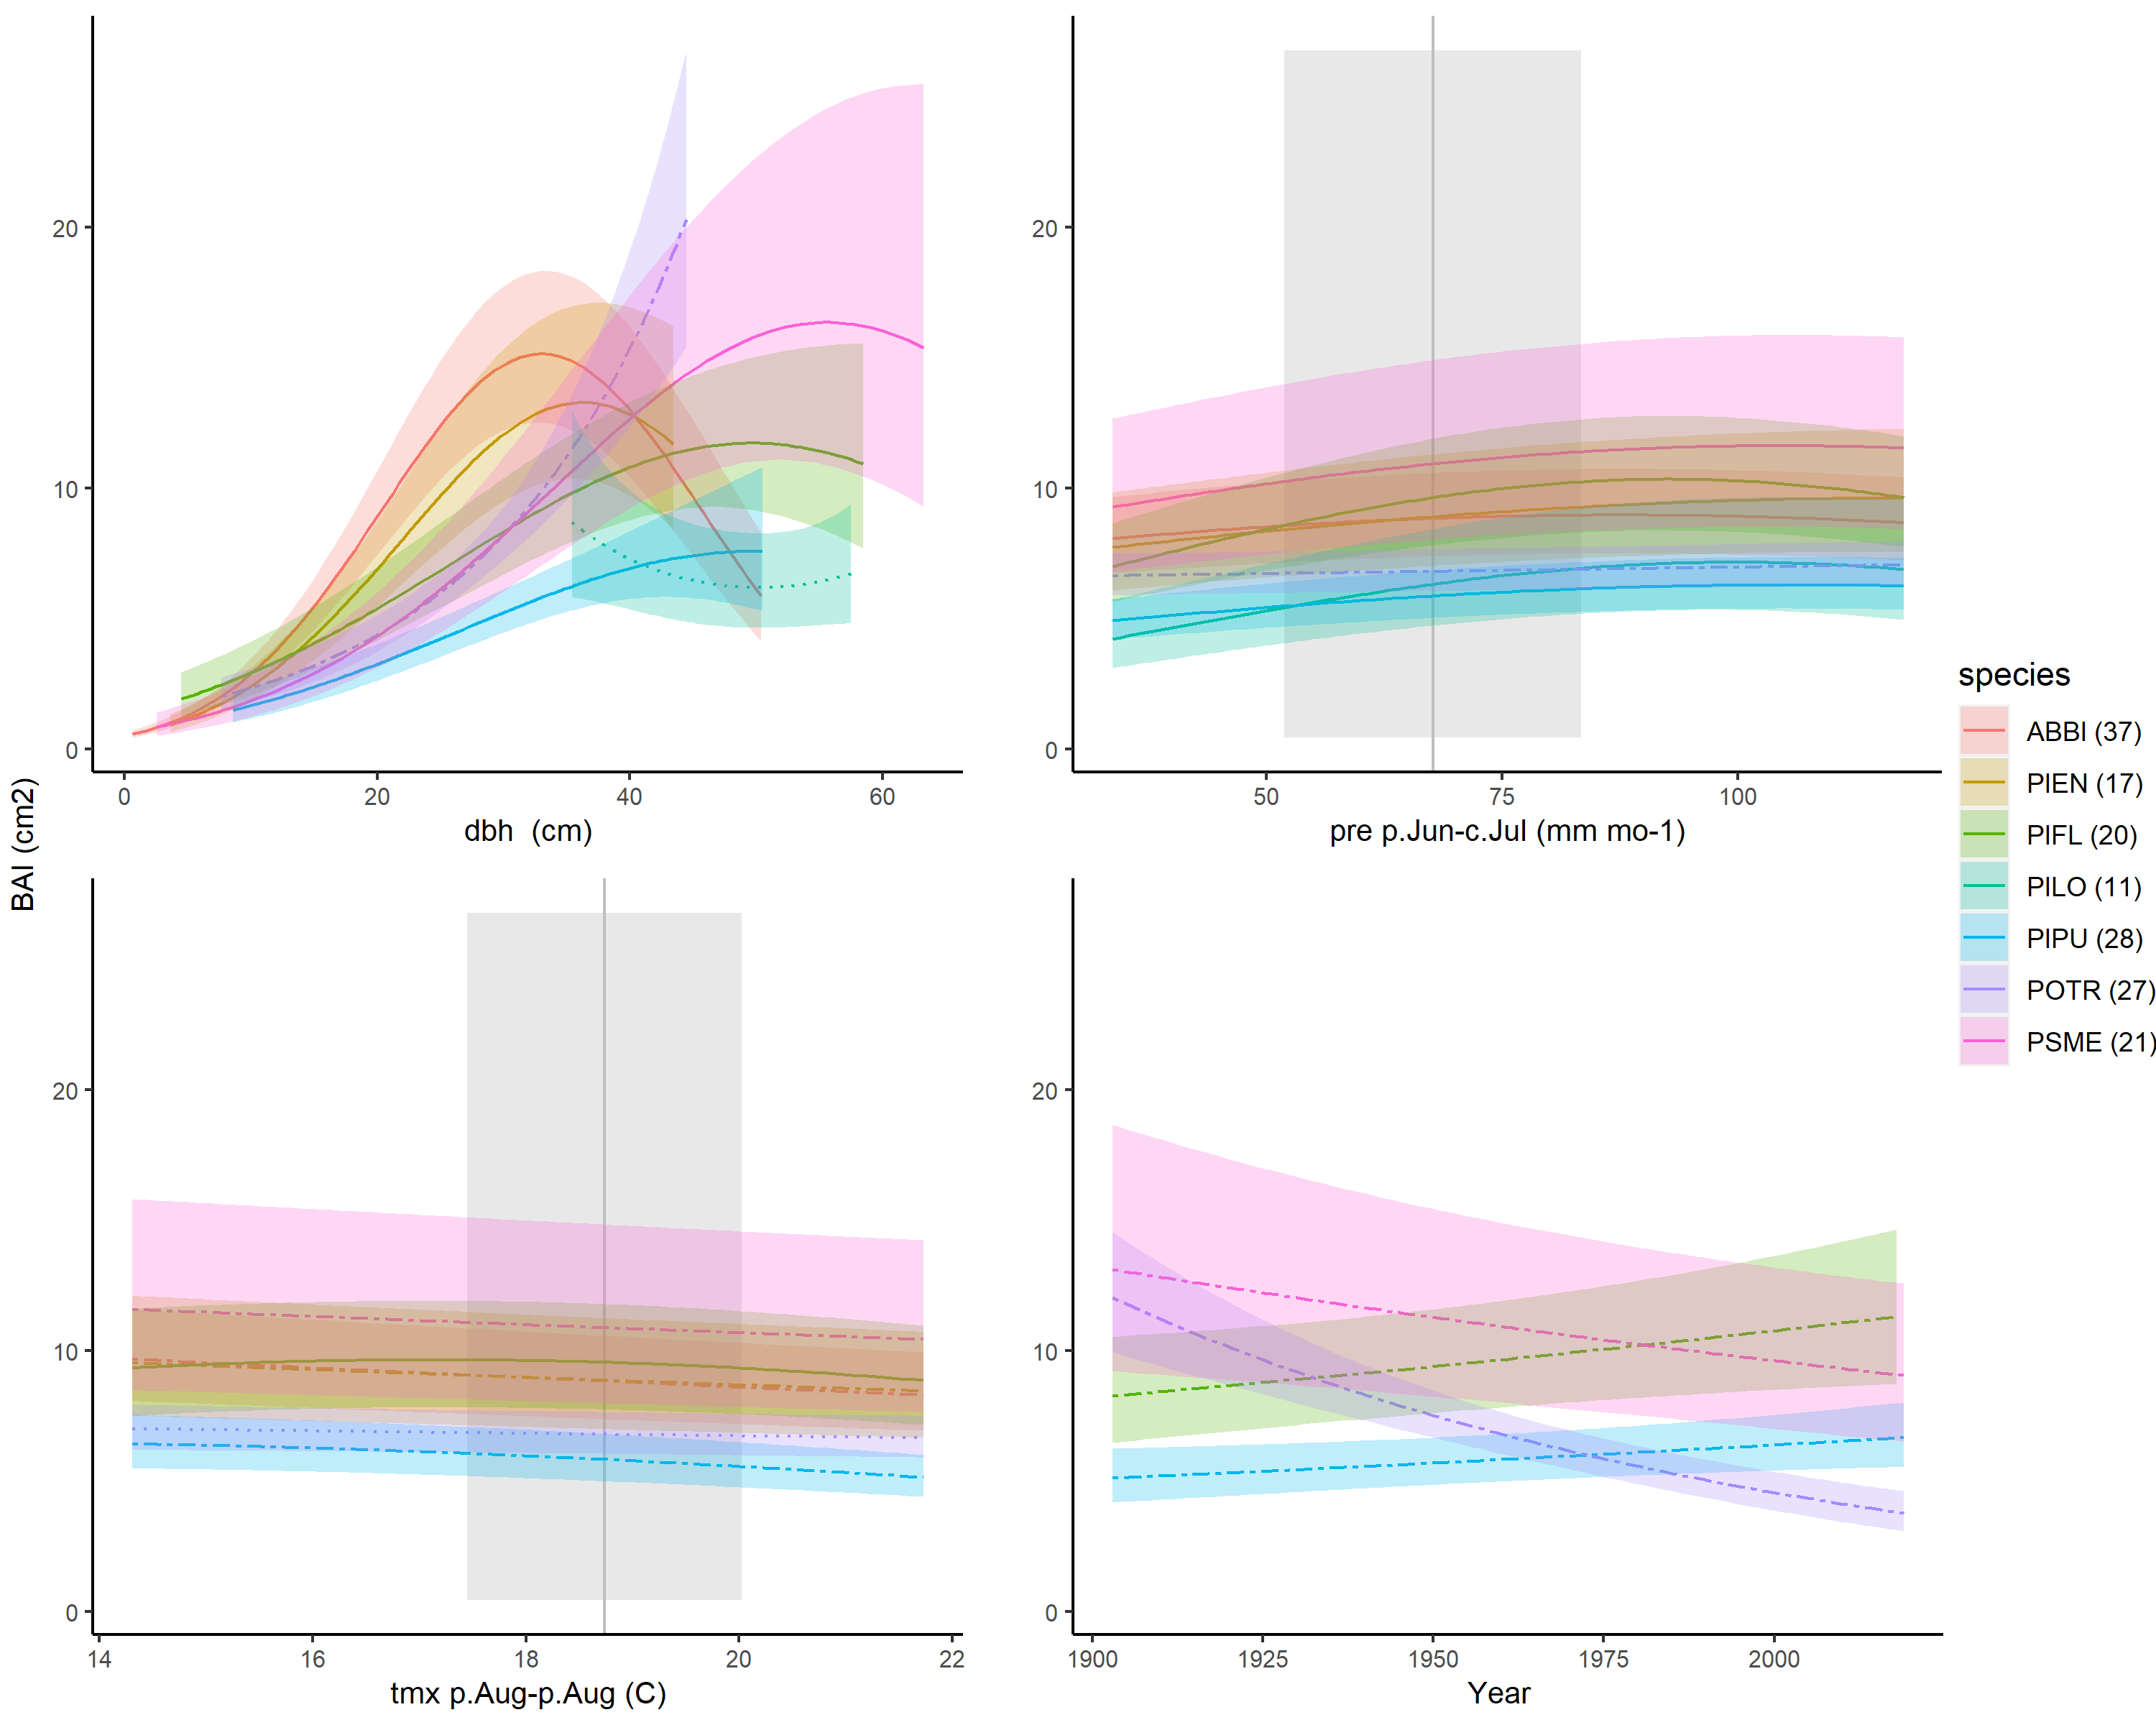 BAI (cm2)
20
10
0
0 20 40 60
dbh (cm)
20
10
0
50 75 100
pre p.Jun-c.Jul (mm mo-1)
20
10
0
14 16 18 20 22
tmx p.Aug-p.Aug (C)
20
10
0
1900 1925 1950 1975 2000
Year
species
ABBI (37)
PIEN (17)
PIFL (20)
PILO (11)
PIPU (28)
POTR (27)
PSME (21)